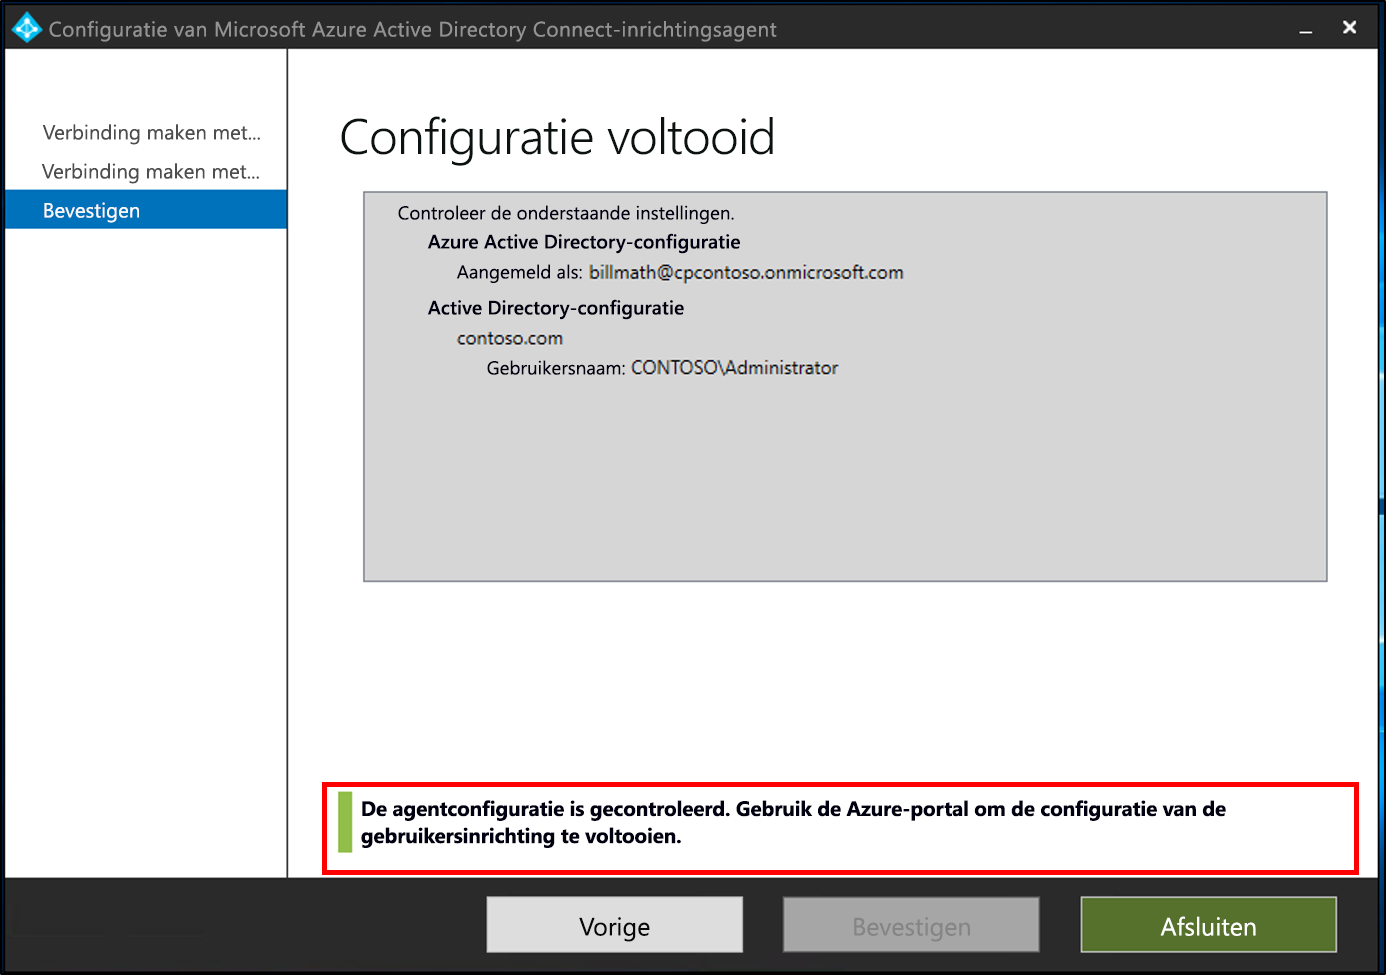 Configuratie van Microsoft Azure Active Directory Connect-inrichtingsagent
Verbinding maken met...
Verbinding maken met...
Bevestigen
Configuratie voltooid
Controleer de onderstaande instellingen.
Azure Active Directory-configuratie
Aangemeld als: billmath@cpcontoso.onmicrosoft.com
Active Directory-configuratie
contoso.com
Gebruikersnaam: CONTOSO\Administrator
De agentconfiguratie is gecontroleerd. Gebruik de Azure-portal om de configuratie van de
gebruikersinrichting te voltooien.
Vorige
Bevestigen
Afsluiten